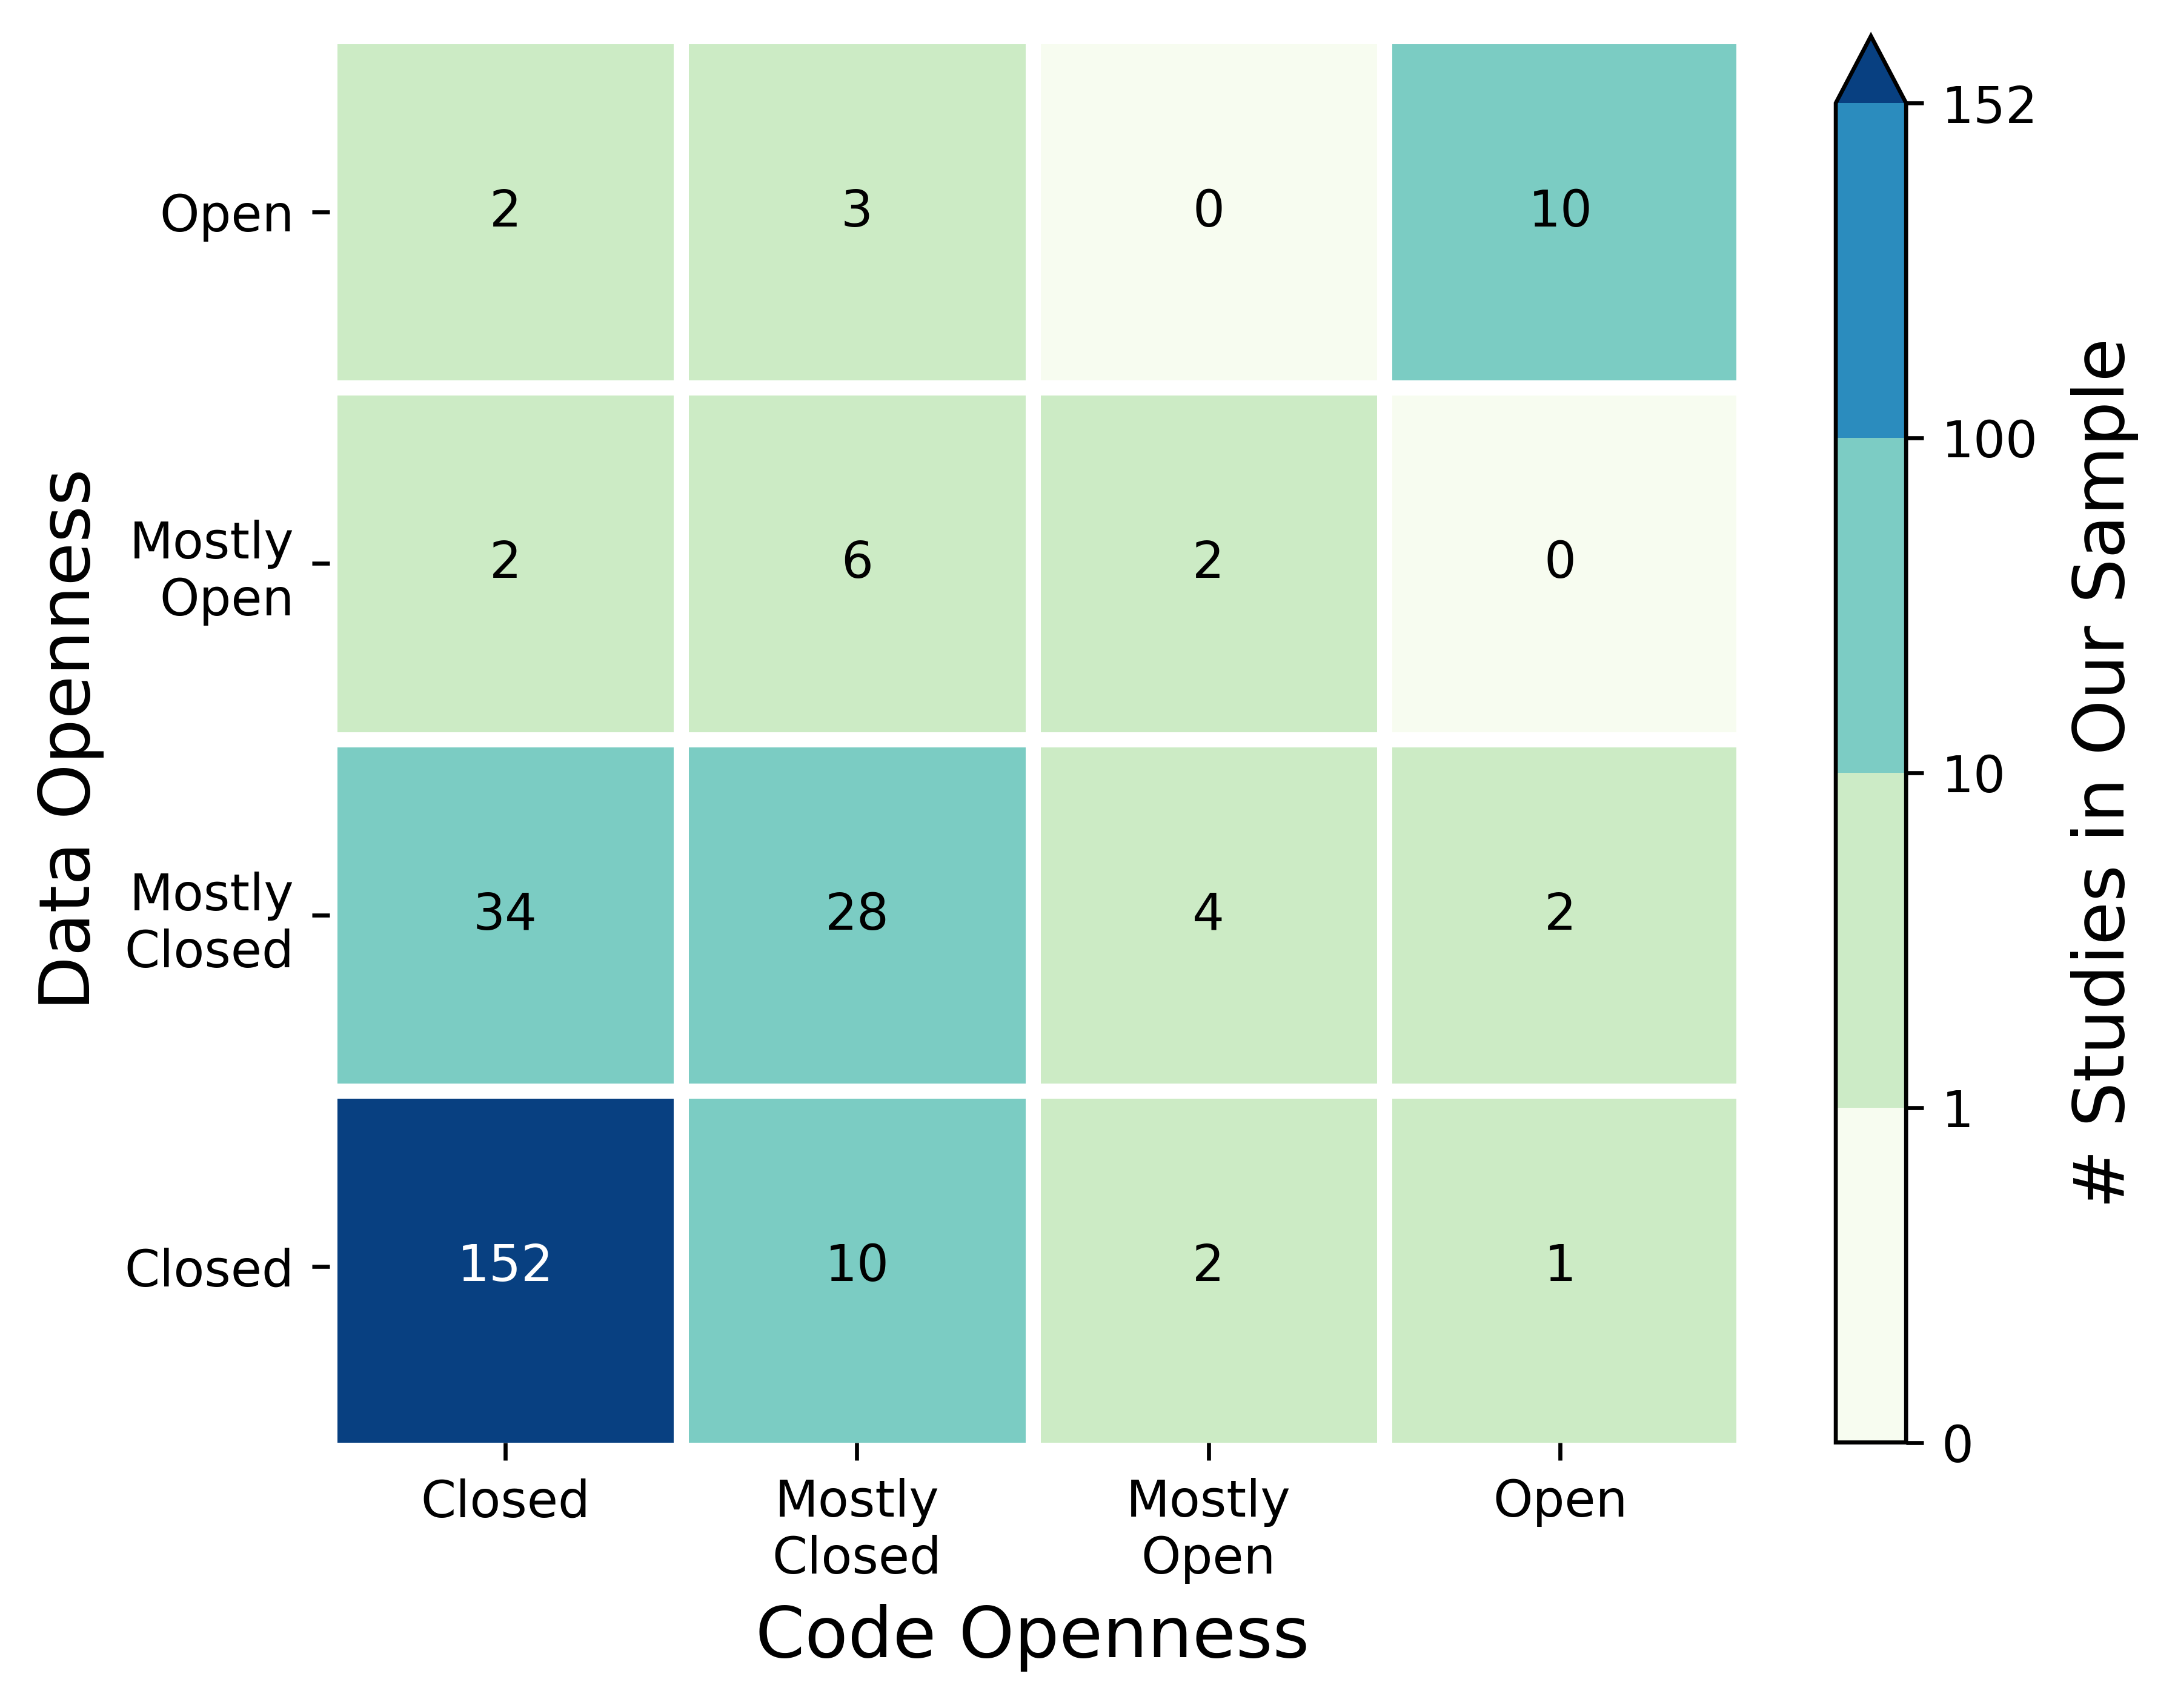 Data Openness
Open
Mostly
Open
Mostly
Closed
Closed
2 3 0 10
2 6 2 0
34 28 4 2
152 10 2 1
Closed
Mostly
Closed
Mostly
Open
Open
Code Openness
152
100
10
1
0
# Studies in Our Sample